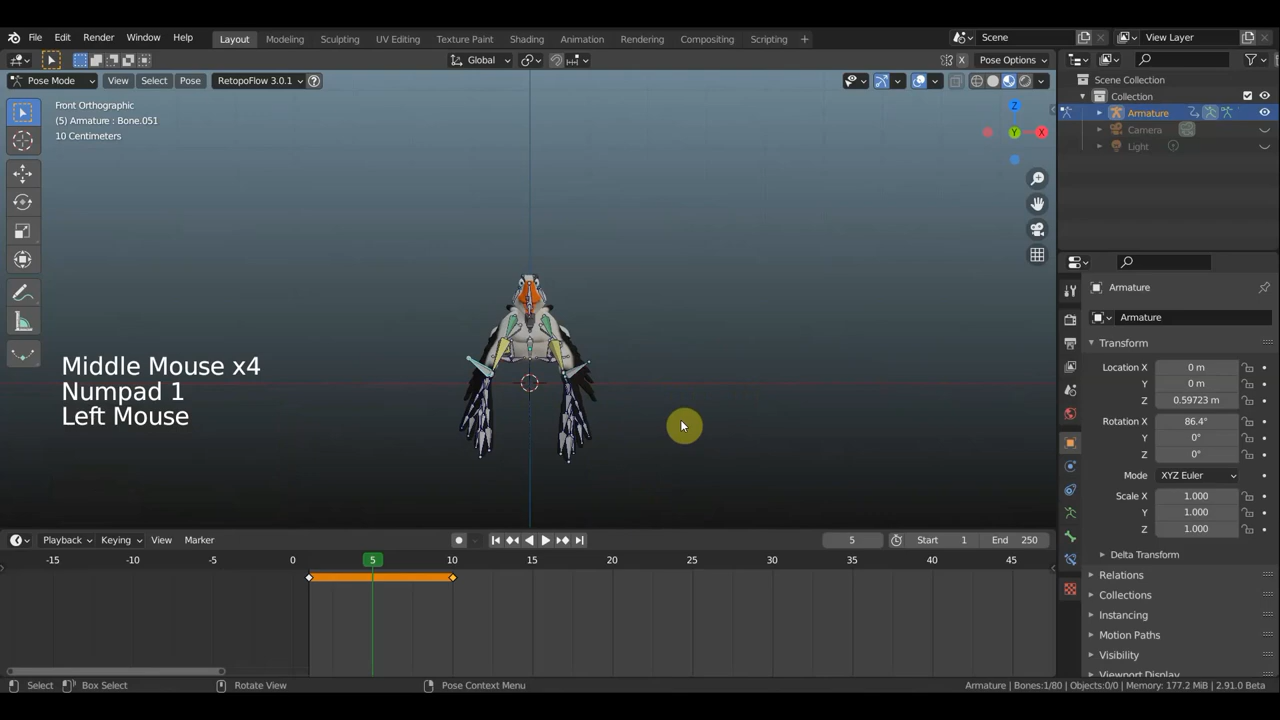 File Edit Render Window Help Layout Modeling Sculpting UV Editing Texture Paint Shading Animation Rendering Compositing Scripting + Scene View Layer
Global X Pose Options
Pose Mode View Select Pose RetopoFlow 3.0.1 ?
Scene Collection
Collection
Armature
Camera
Light
Front Orthographic
(5) Armature : Bone.051
10 Centimeters
Z
Y
X
Middle Mouse x4
Numpad 1
Left Mouse
Armature
Armature
Transform
Location X 0 m
Y 0 m
Z 0.59723 m
Rotation X 86.4°
Y 0°
Z 0°
Mode XYZ Euler
Scale X 1.000
Y 1.000
Z 1.000
Delta Transform
Relations
Collections
Instancing
Motion Paths
Visibility
Viewport Display
Playback Keying View Marker 5 Start 1 End 250
-15 -10 -5 0 5 10 15 20 25 30 35 40 45
Select Box Select Rotate View Pose Context Menu Armature | Bones:1/80 | Objects:0/0 | Memory: 177.2 MiB | 2.91.0 Beta